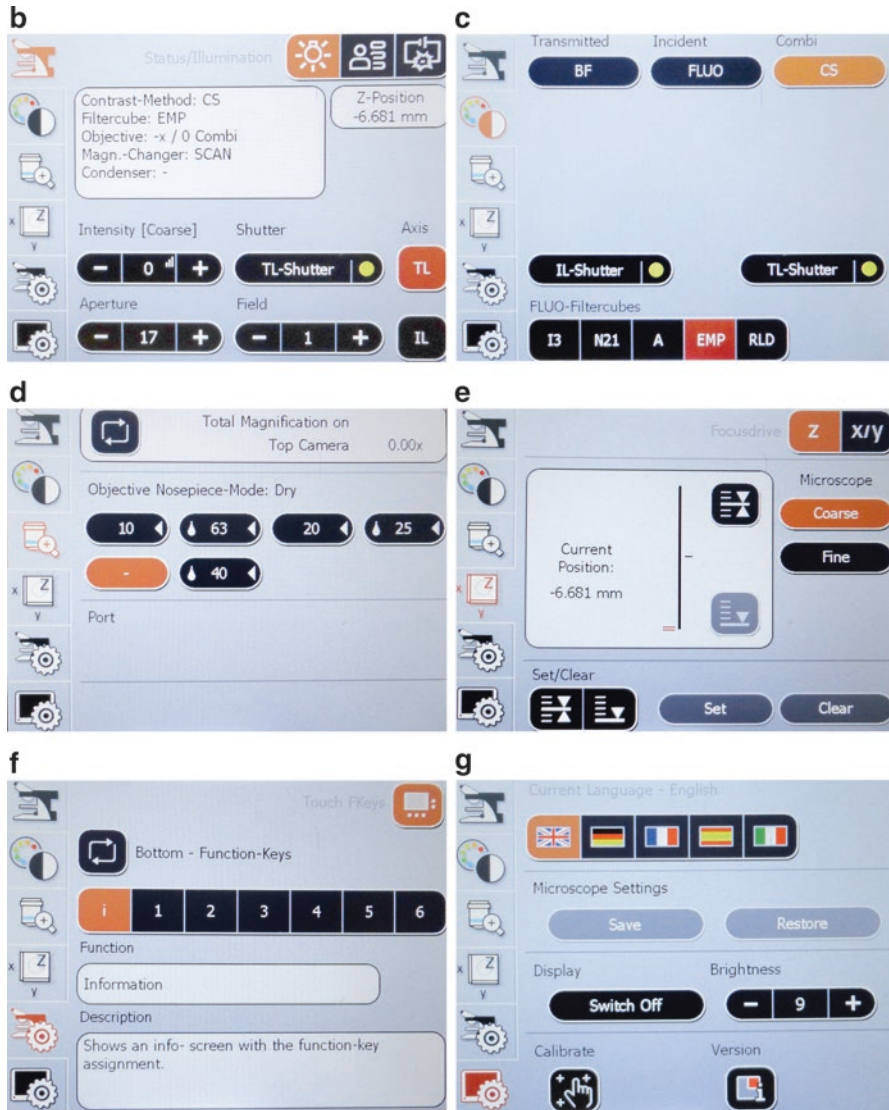 b
Status/Illumination
Contrast-Method: CS
Filtercube: EMP
Objective: -x / 0 Combi
Magn.-Changer: SCAN
Condenser: -
Z-Position
-6.681 mm
x Z
y
Intensity [Coarse] Shutter Axis
- 0 + TL-Shutter TL
Aperture Field
- 17 + - 1 + IL
c
Transmitted Incident Combi
BF FLUO CS
x Z
y
IL-Shutter TL-Shutter
FLUO-Filtercubes
I3 N21 A EMP RLD
d
Total Magnification on
Top Camera 0.00x
Objective Nosepiece-Mode: Dry
10 63 20 25
- 40
x Z
y
Port
e
Focusdrive Z x/y
Microscope
Coarse
Fine
Current
Position:
-6.681 mm
x Z
y
Set/Clear
Set Clear
f
Touch FKeys
Bottom - Function-Keys
i 1 2 3 4 5 6
x Z
y
Function
Information
Description
Shows an info- screen with the function-key
assignment.
g
Current Language - English
Microscope Settings
Save Restore
x Z
y
Display Brightness
Switch Off - 9 +
Calibrate Version
i